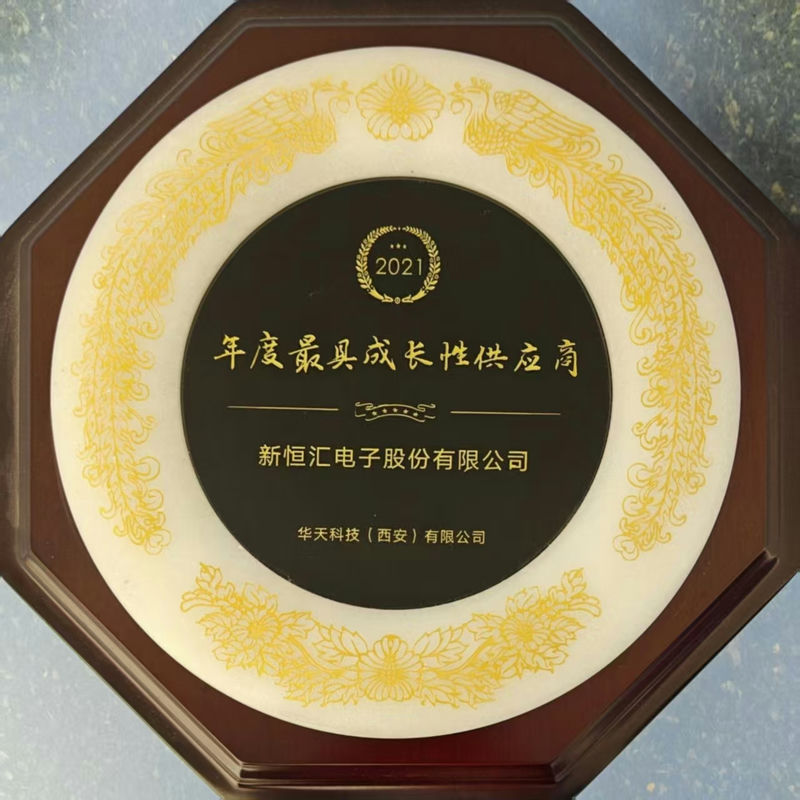 2021
年度最具成长性供应商
新恒汇电子股份有限公司
华天科技（西安）有限公司